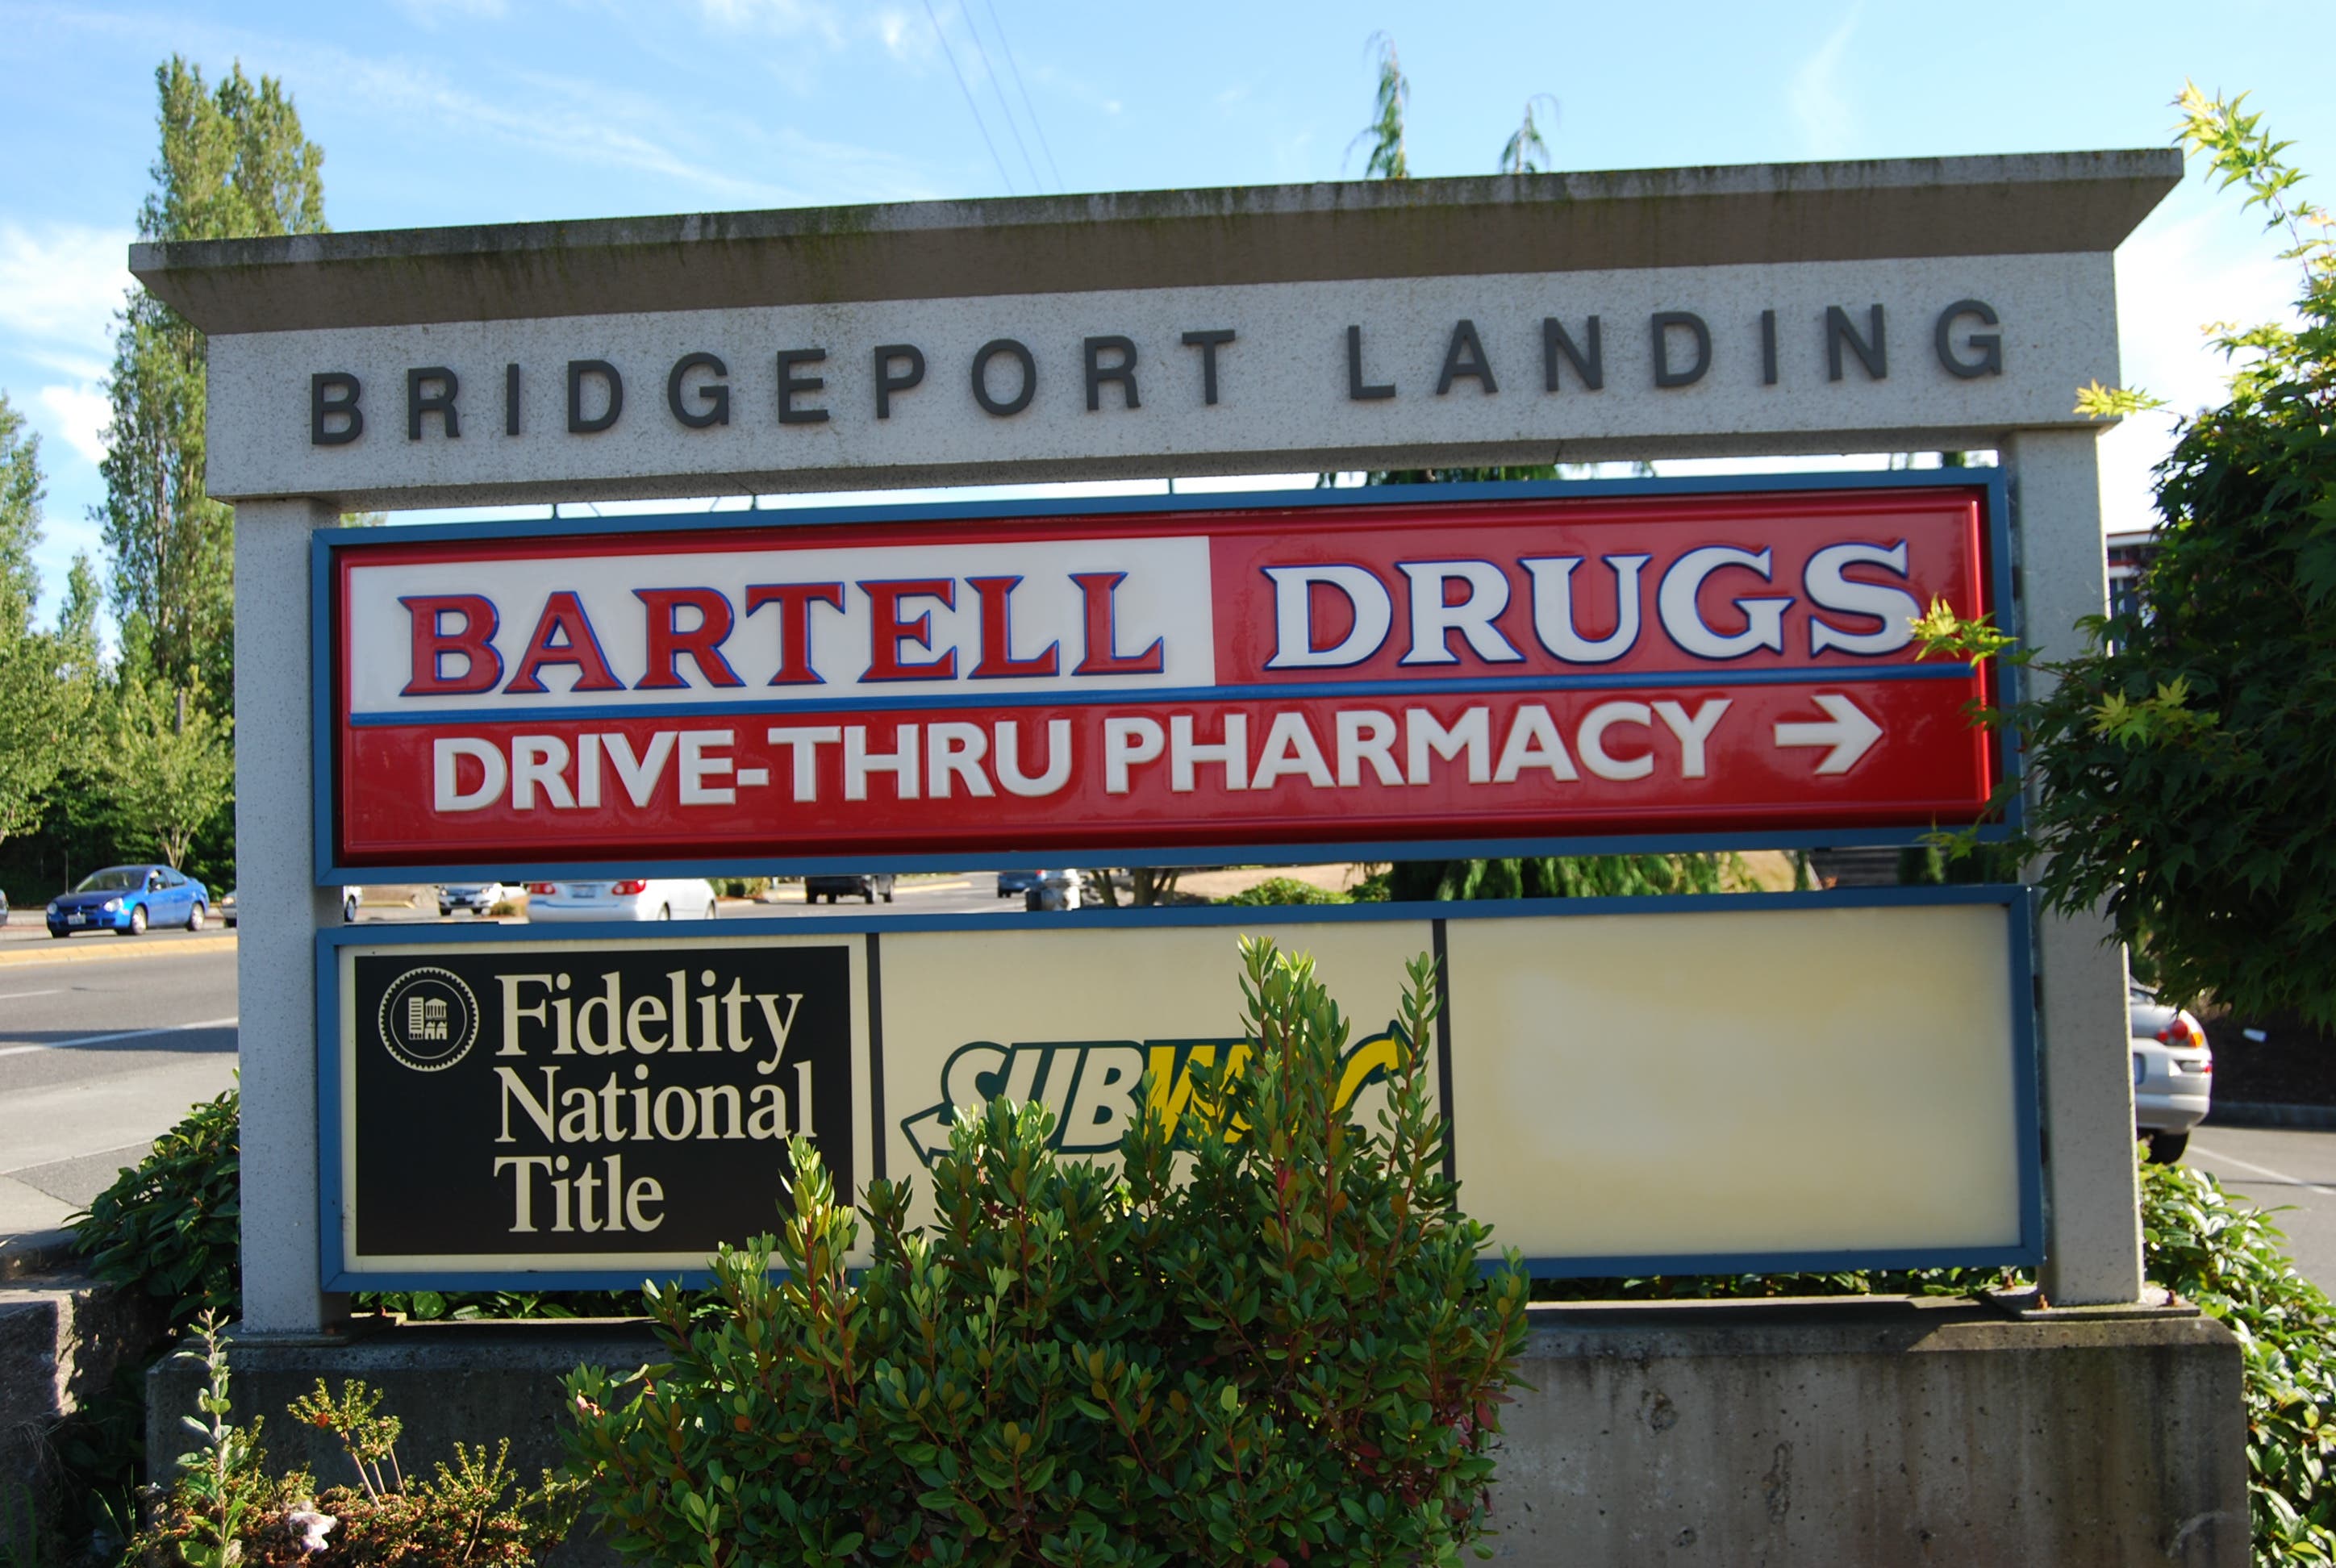 BRIDGEPORT LANDING
BARTELL DRUGS
DRIVE-THRU PHARMACY →
Fidelity
National
Title